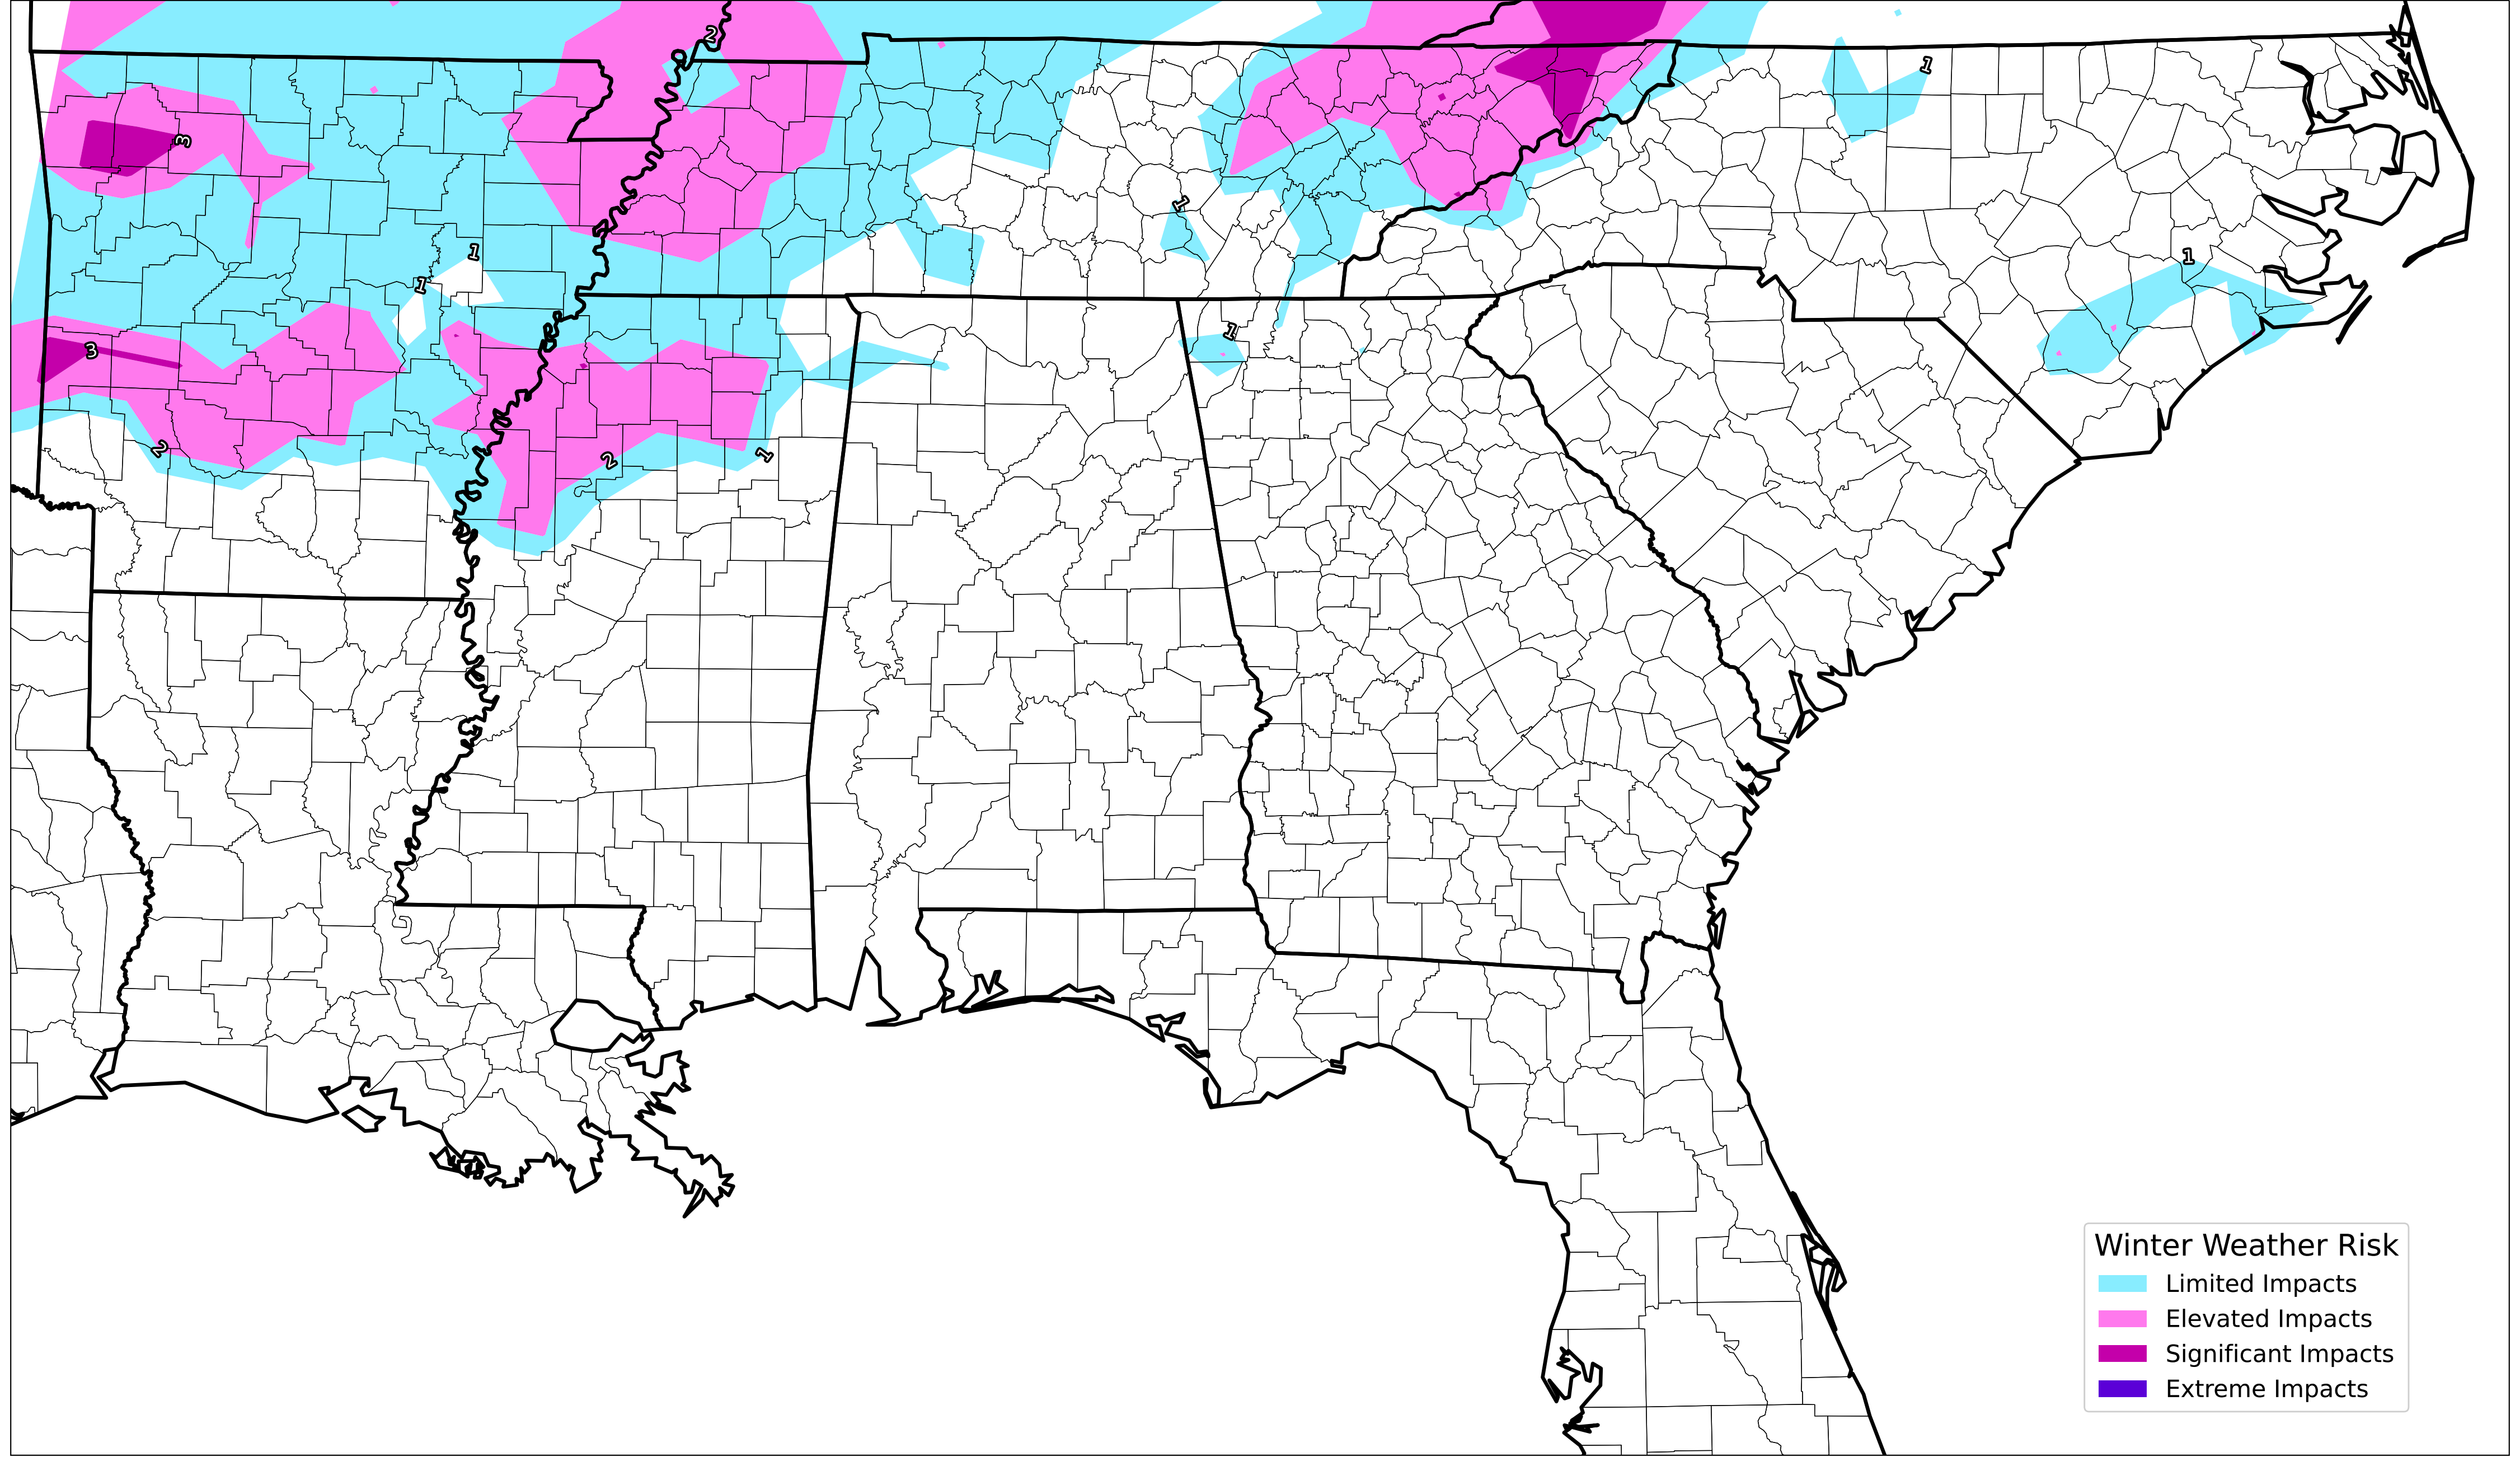 2
1
3
1
1
1
1
1
3
2
2
1
Winter Weather Risk
Limited Impacts
Elevated Impacts
Significant Impacts
Extreme Impacts